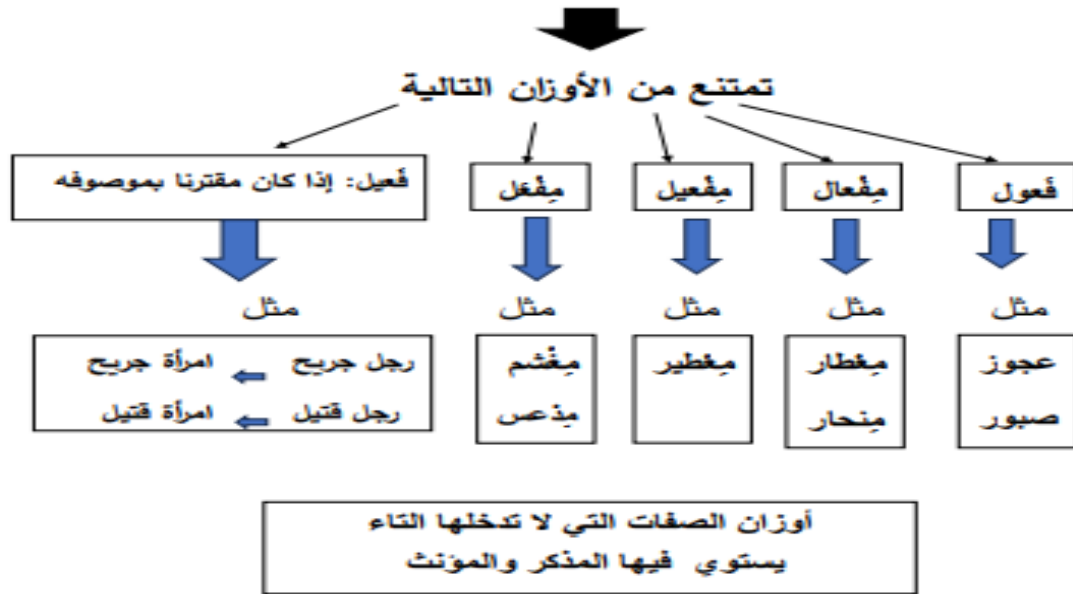 تمتنع من الأوزان التالية
فَعول
مِفْعال
مِفْعيل
مِفْعَل
فَعيل: إذا كان مقترنا بموصوفه
مثل
مثل
مثل
مثل
مثل
عجوز
صبور
مِعْطار
مِنحار
مِعْطير
مِغْشم
مِدْعص
رجل جريح امرأة جريح
رجل قتيل امرأة قتيل
أوزان الصفات التي لا تدخلها التاء
يستوي فيها المذكر والمؤنث